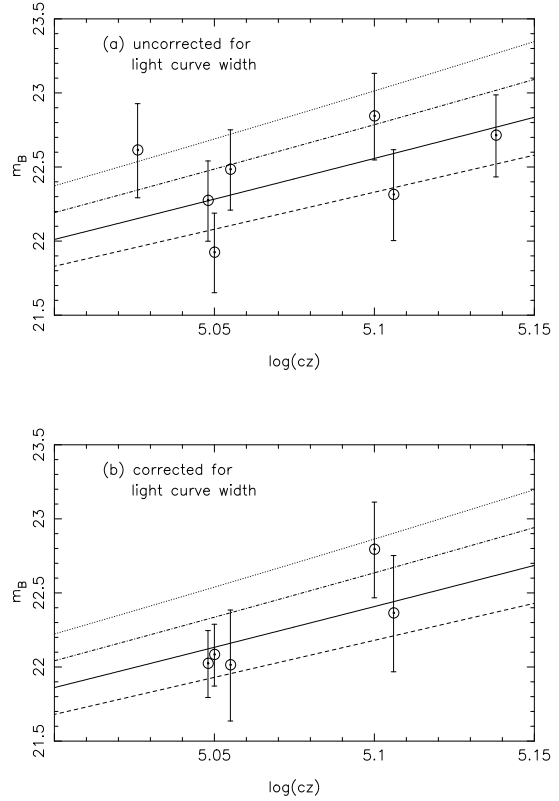 23.5
(a) uncorrected for
light curve width
23
m_B
22.5
22
21.5
5.05
5.1
5.15
log(cz)
23.5
(b) corrected for
light curve width
23
m_B
22.5
22
21.5
5.05
5.1
5.15
log(cz)